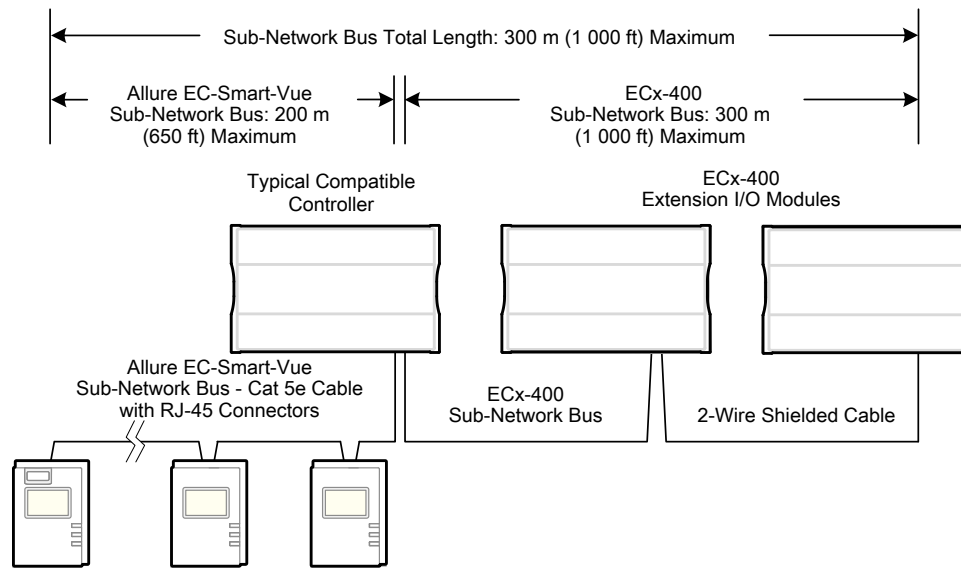 Sub-Network Bus Total Length: 300 m (1 000 ft) Maximum
Allure EC-Smart-Vue
Sub-Network Bus: 200 m
(650 ft) Maximum
ECx-400
Sub-Network Bus: 300 m
(1 000 ft) Maximum
Typical Compatible
Controller
ECx-400
Extension I/O Modules
Allure EC-Smart-Vue
Sub-Network Bus - Cat 5e Cable
with RJ-45 Connectors
ECx-400
Sub-Network Bus
2-Wire Shielded Cable